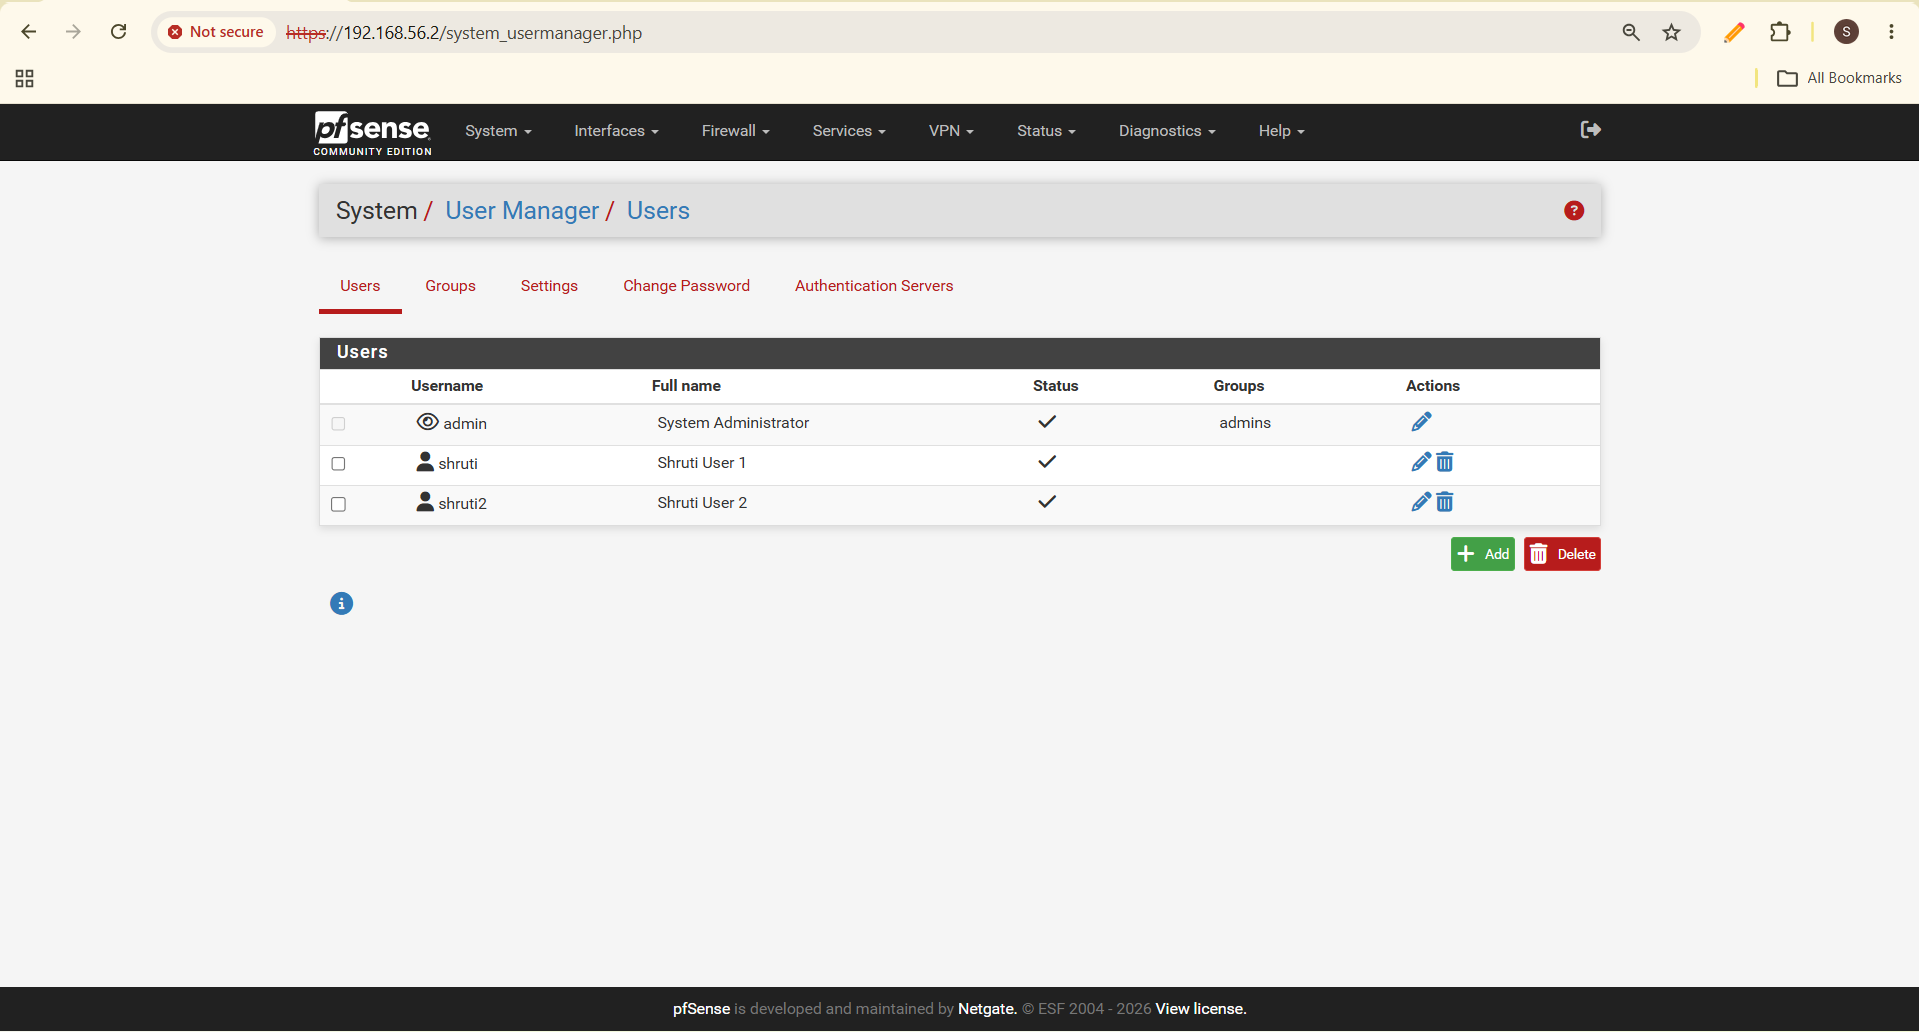 Not secure https://192.168.56.2/system_usermanager.php S
All Bookmarks
pfsense System Interfaces Firewall Services VPN Status Diagnostics Help
COMMUNITY EDITION
System / User Manager / Users ?
Users Groups Settings Change Password Authentication Servers
Users
Username Full name Status Groups Actions
admin System Administrator admins
shruti Shruti User 1
shruti2 Shruti User 2
Add Delete
i
pfSense is developed and maintained by Netgate. © ESF 2004 - 2026 View license.